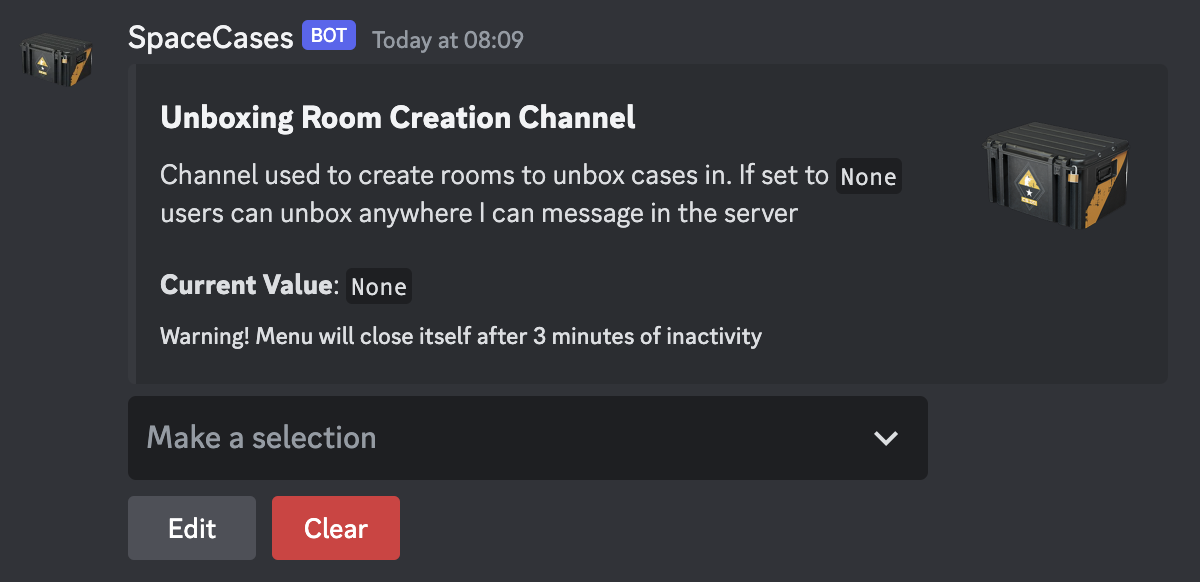 SpaceCases BOT Today at 08:09
Unboxing Room Creation Channel
Channel used to create rooms to unbox cases in. If set to None
users can unbox anywhere I can message in the server
Current Value: None
Warning! Menu will close itself after 3 minutes of inactivity
Make a selection
Edit Clear